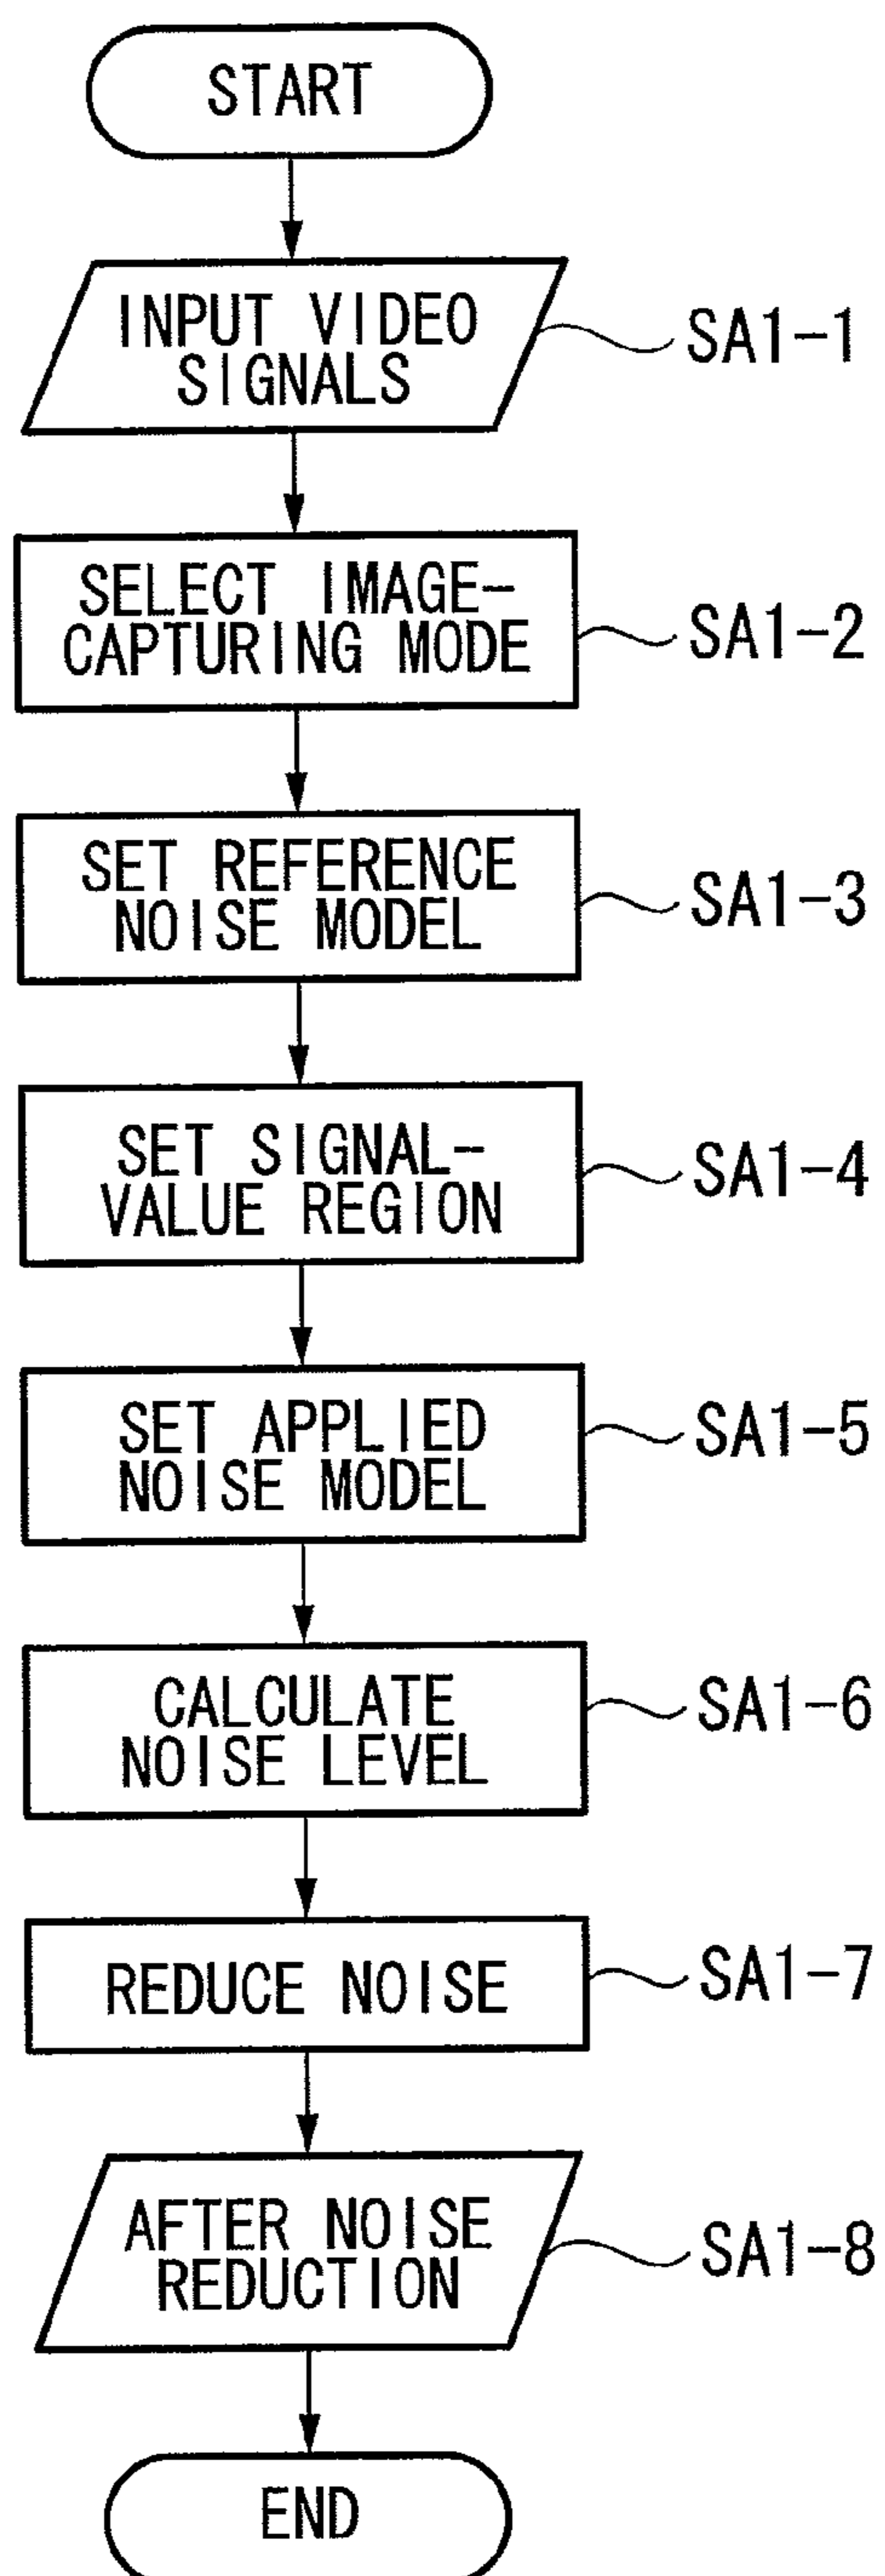 START
INPUT VIDEO
SIGNALS
SA1-1
SELECT IMAGE-
CAPTURING MODE
SA1-2
SET REFERENCE
NOISE MODEL
SA1-3
SET SIGNAL-
VALUE REGION
SA1-4
SET APPLIED
NOISE MODEL
SA1-5
CALCULATE
NOISE LEVEL
SA1-6
REDUCE NOISE
SA1-7
AFTER NOISE
REDUCTION
SA1-8
END